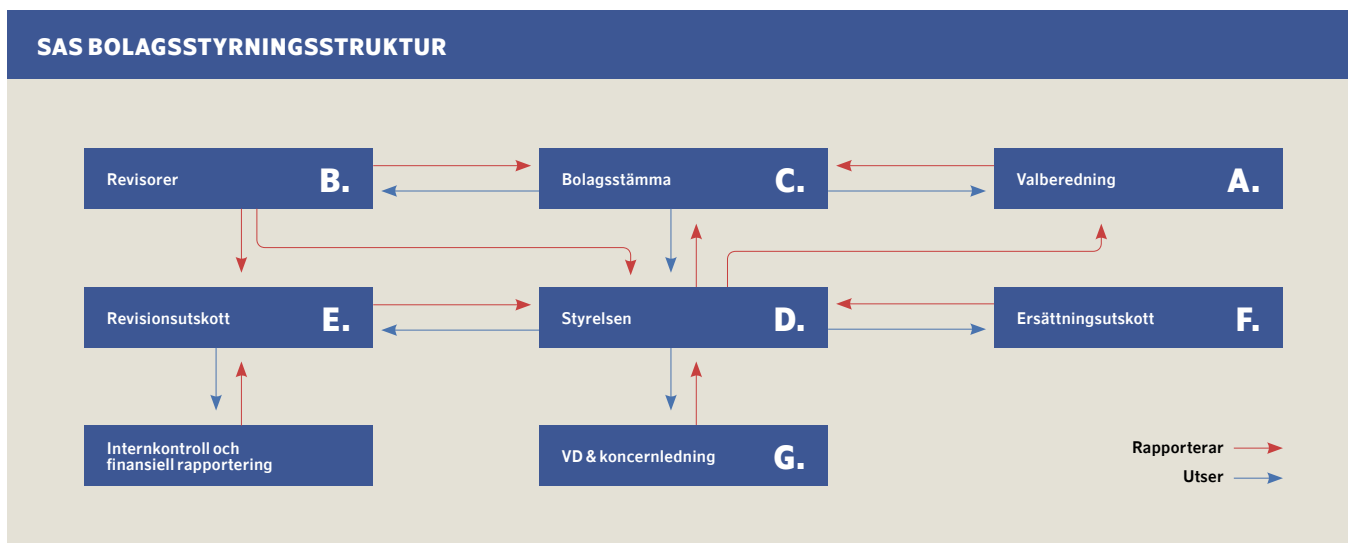 SAS BOLAGSSTYRNINGSSTRUKTUR
Revisorer B.
Bolagsstämma C.
Valberedning A.
Revisionsutskott E.
Styrelsen D.
Ersättningsutskott F.
Internkontroll och
finansiell rapportering
VD & koncernledning G.
Rapporterar
Utser